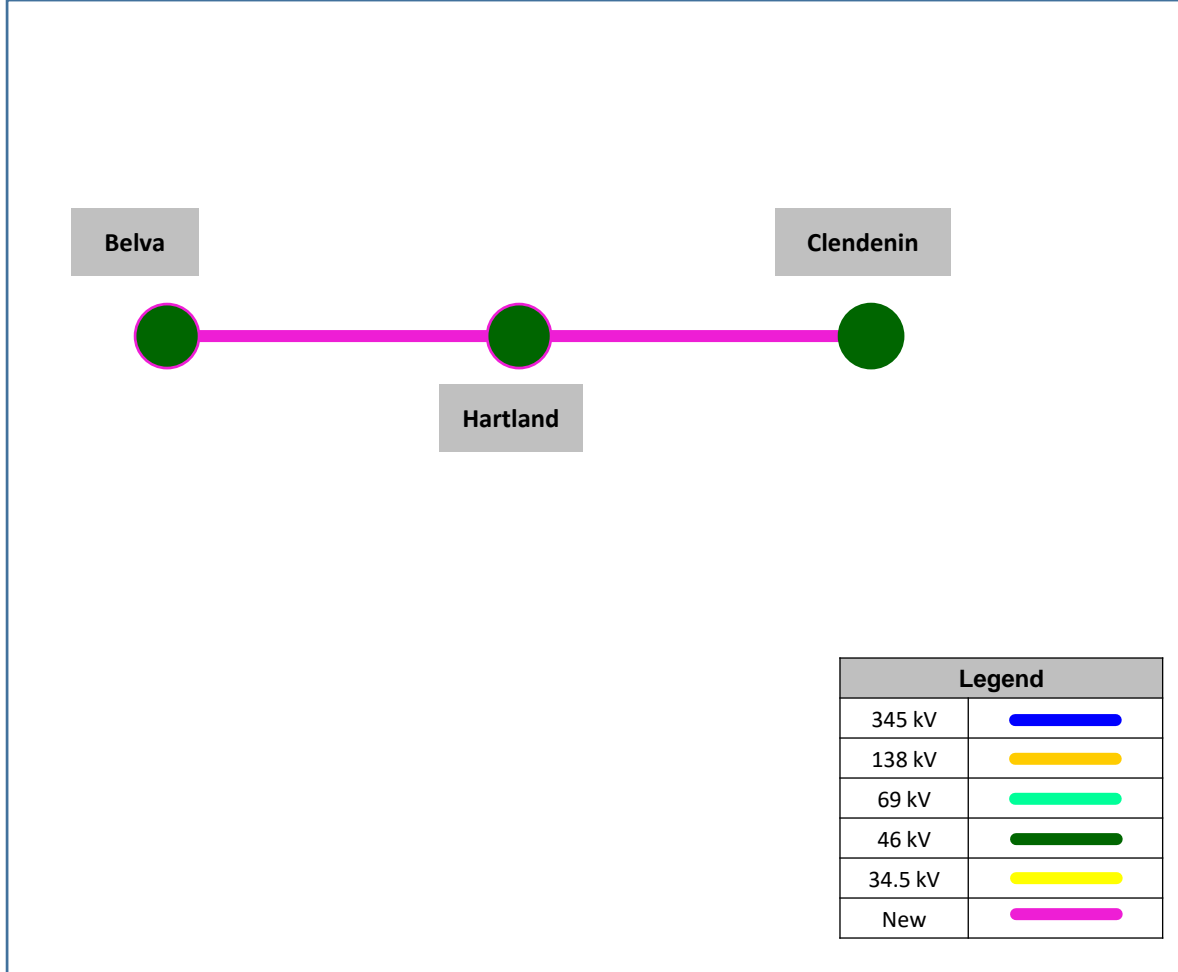 Belva
Clendenin
Hartland
Legend
345 kV
138 kV
69 kV
46 kV
34.5 kV
New